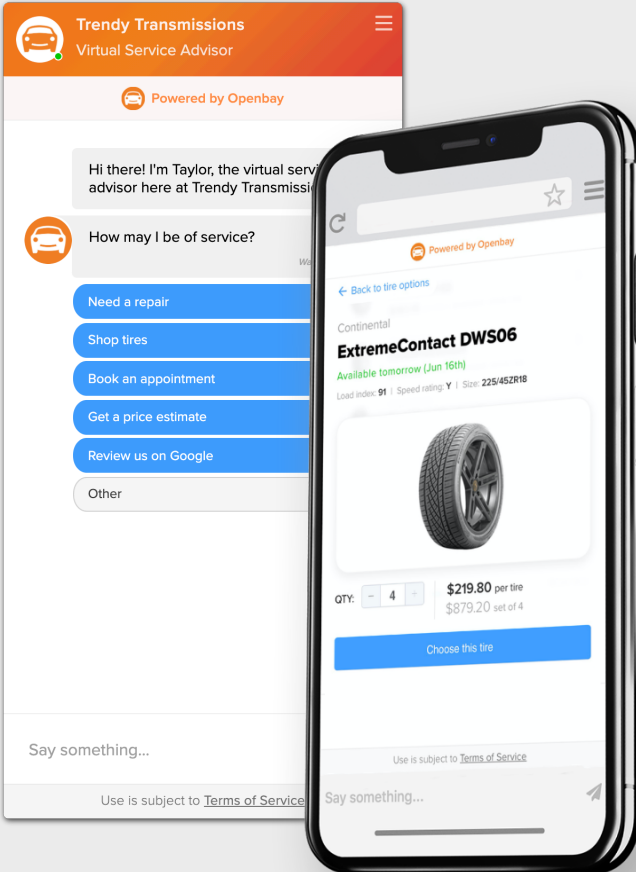 Trendy Transmissions
Virtual Service Advisor
Powered by Openbay
Hi there! I'm Taylor, the virtual
advisor here at Trendy
How may I be of service?
Need a repair
Shop tires
Book an appointment
Get a price estimate
Review us on Google
Other
Say something...
Use is subject to Terms of Service
Powered by Openbay
Back to tire options
Continental
ExtremeContact DWS06
Available tomorrow (Jun 16th)
Load index: 91 | Speed rating: Y | Size: 225/45ZR18
QTY: - 4 +
$219.80 per tire
$879.20 set of 4
Choose this tire
Use is subject to Terms of Service
Say something...